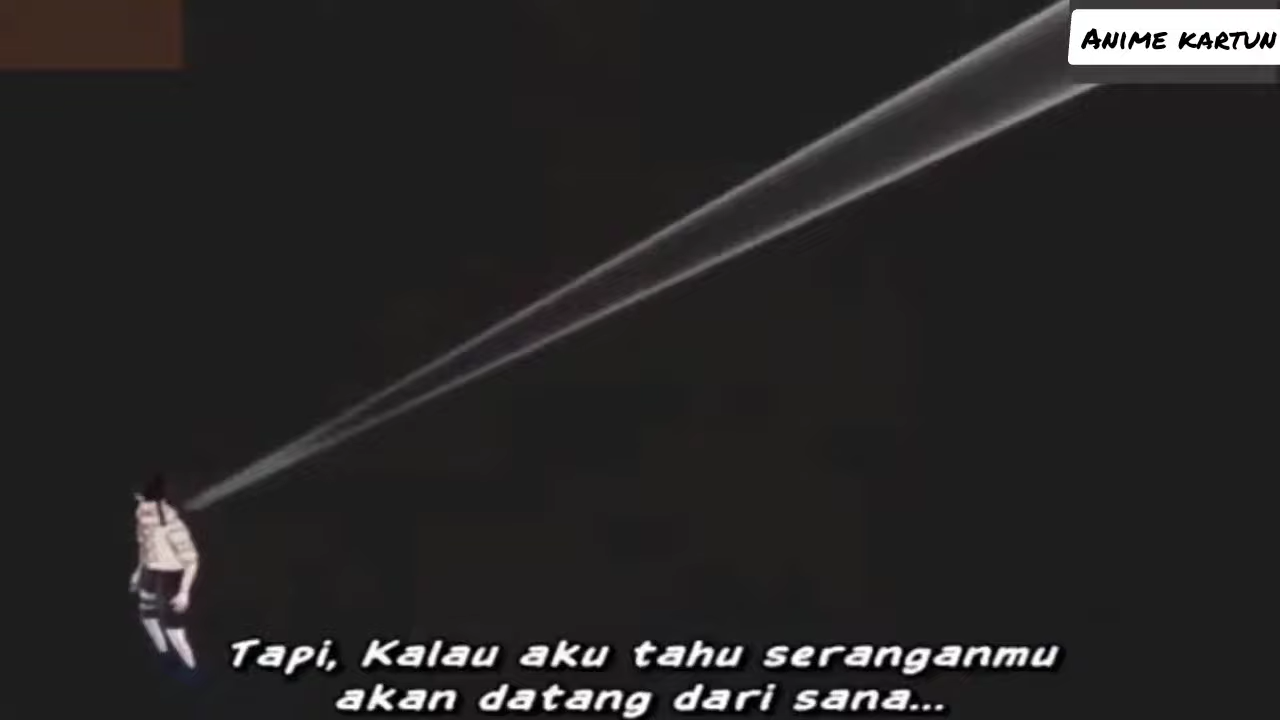 ANIME KARTUN
Tapi, Kalau aku tahu seranganmu
akan datang dari sana...